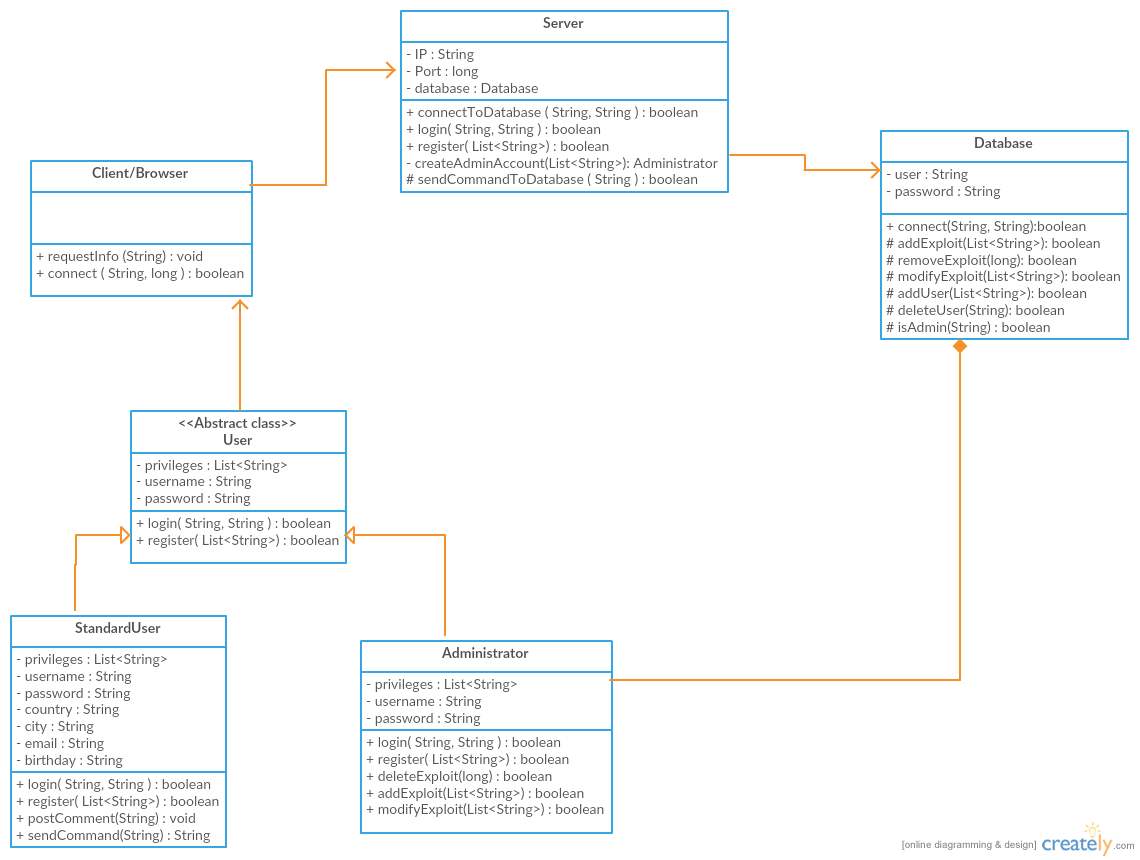 Server
- IP : String
- Port : long
- database : Database
+ connectToDatabase ( String, String ) : boolean
+ login( String, String ) : boolean
+ register( List<String>) : boolean
- createAdminAccount(List<String>): Administrator
# sendCommandToDatabase ( String ) : boolean
Database
- user : String
- password : String
+ connect(String, String):boolean
# addExploit(List<String>): boolean
# removeExploit(long): boolean
# modifyExploit(List<String>): boolean
# addUser(List<String>): boolean
# deleteUser(String): boolean
# isAdmin(String) : boolean
Client/Browser
+ requestInfo (String) : void
+ connect ( String, long ) : boolean
<<Abstract class>>
User
- privileges : List<String>
- username : String
- password : String
+ login( String, String ) : boolean
+ register( List<String>) : boolean
StandardUser
- privileges : List<String>
- username : String
- password : String
- country : String
- city : String
- email : String
- birthday : String
+ login( String, String ) : boolean
+ register( List<String>) : boolean
+ postComment(String) : void
+ sendCommand(String) : String
Administrator
- privileges : List<String>
- username : String
- password : String
+ login( String, String ) : boolean
+ register( List<String>) : boolean
+ deleteExploit(long) : boolean
+ addExploit(List<String>) : boolean
+ modifyExploit(List<String>) : boolean
[online diagramming & design] creately.com